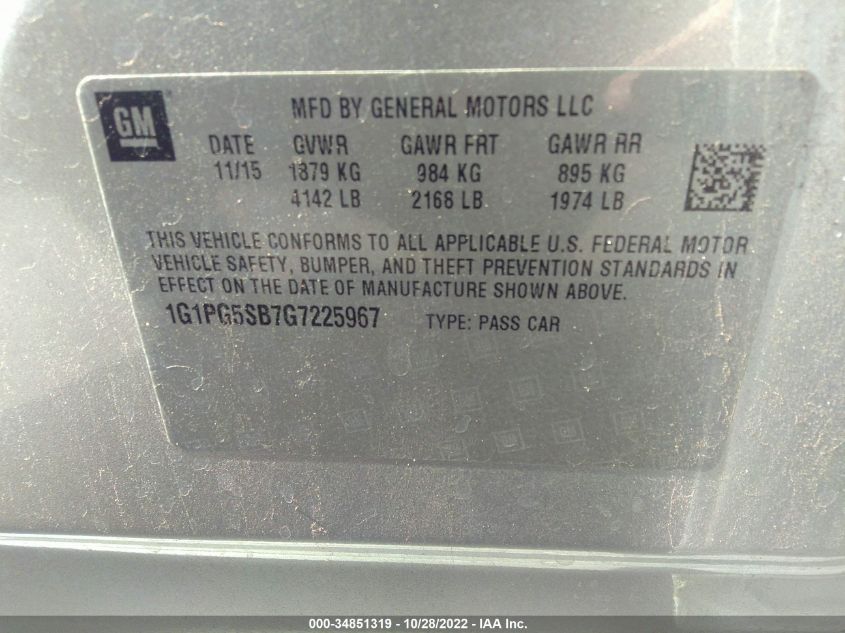 GM
MFD BY GENERAL MOTORS LLC
DATE GVWR GAWR FRT GAWR RR
11/15 1879 KG 984 KG 895 KG
4142 LB 2168 LB 1974 LB
THIS VEHICLE CONFORMS TO ALL APPLICABLE U.S. FEDERAL MOTOR
VEHICLE SAFETY, BUMPER, AND THEFT PREVENTION STANDARDS IN
EFFECT ON THE DATE OF MANUFACTURE SHOWN ABOVE.
1G1PG5SB7G7225967 TYPE: PASS CAR
000-34851319 - 10/28/2022 - IAA Inc.